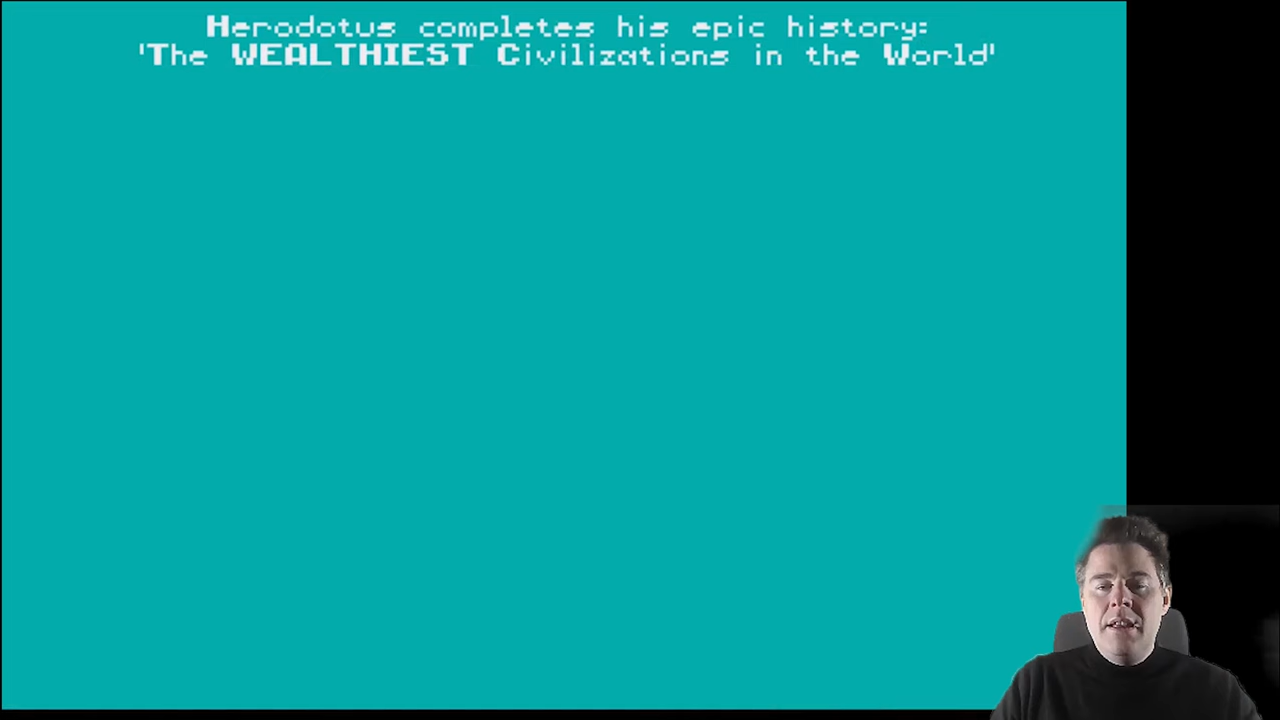 Herodotus completes his epic history:
'The WEALTHIEST Civilizations in the World'